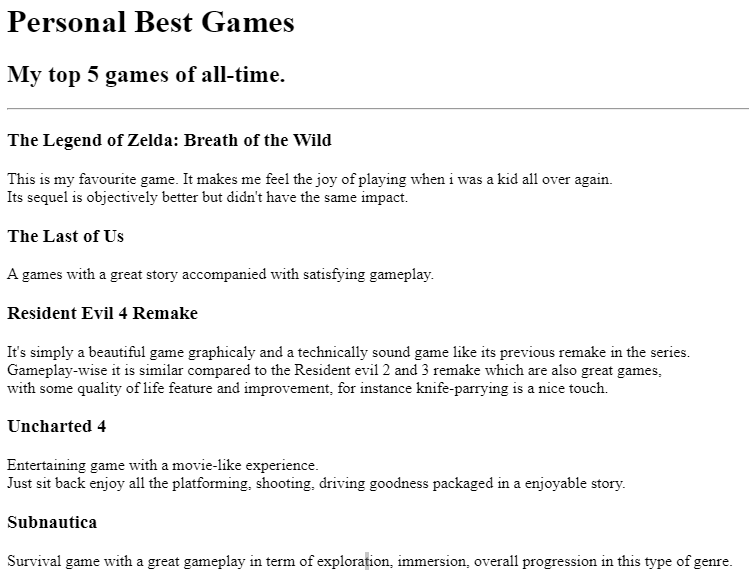 Personal Best Games
My top 5 games of all-time.
The Legend of Zelda: Breath of the Wild
This is my favourite game. It makes me feel the joy of playing when i was a kid all over again.
Its sequel is objectively better but didn't have the same impact.
The Last of Us
A games with a great story accompanied with satisfying gameplay.
Resident Evil 4 Remake
It's simply a beautiful game graphicaly and a technically sound game like its previous remake in the series.
Gameplay-wise it is similar compared to the Resident evil 2 and 3 remake which are also great games,
with some quality of life feature and improvement, for instance knife-parrying is a nice touch.
Uncharted 4
Entertaining game with a movie-like experience.
Just sit back enjoy all the platforming, shooting, driving goodness packaged in a enjoyable story.
Subnautica
Survival game with a great gameplay in term of exploration, immersion, overall progression in this type of genre.